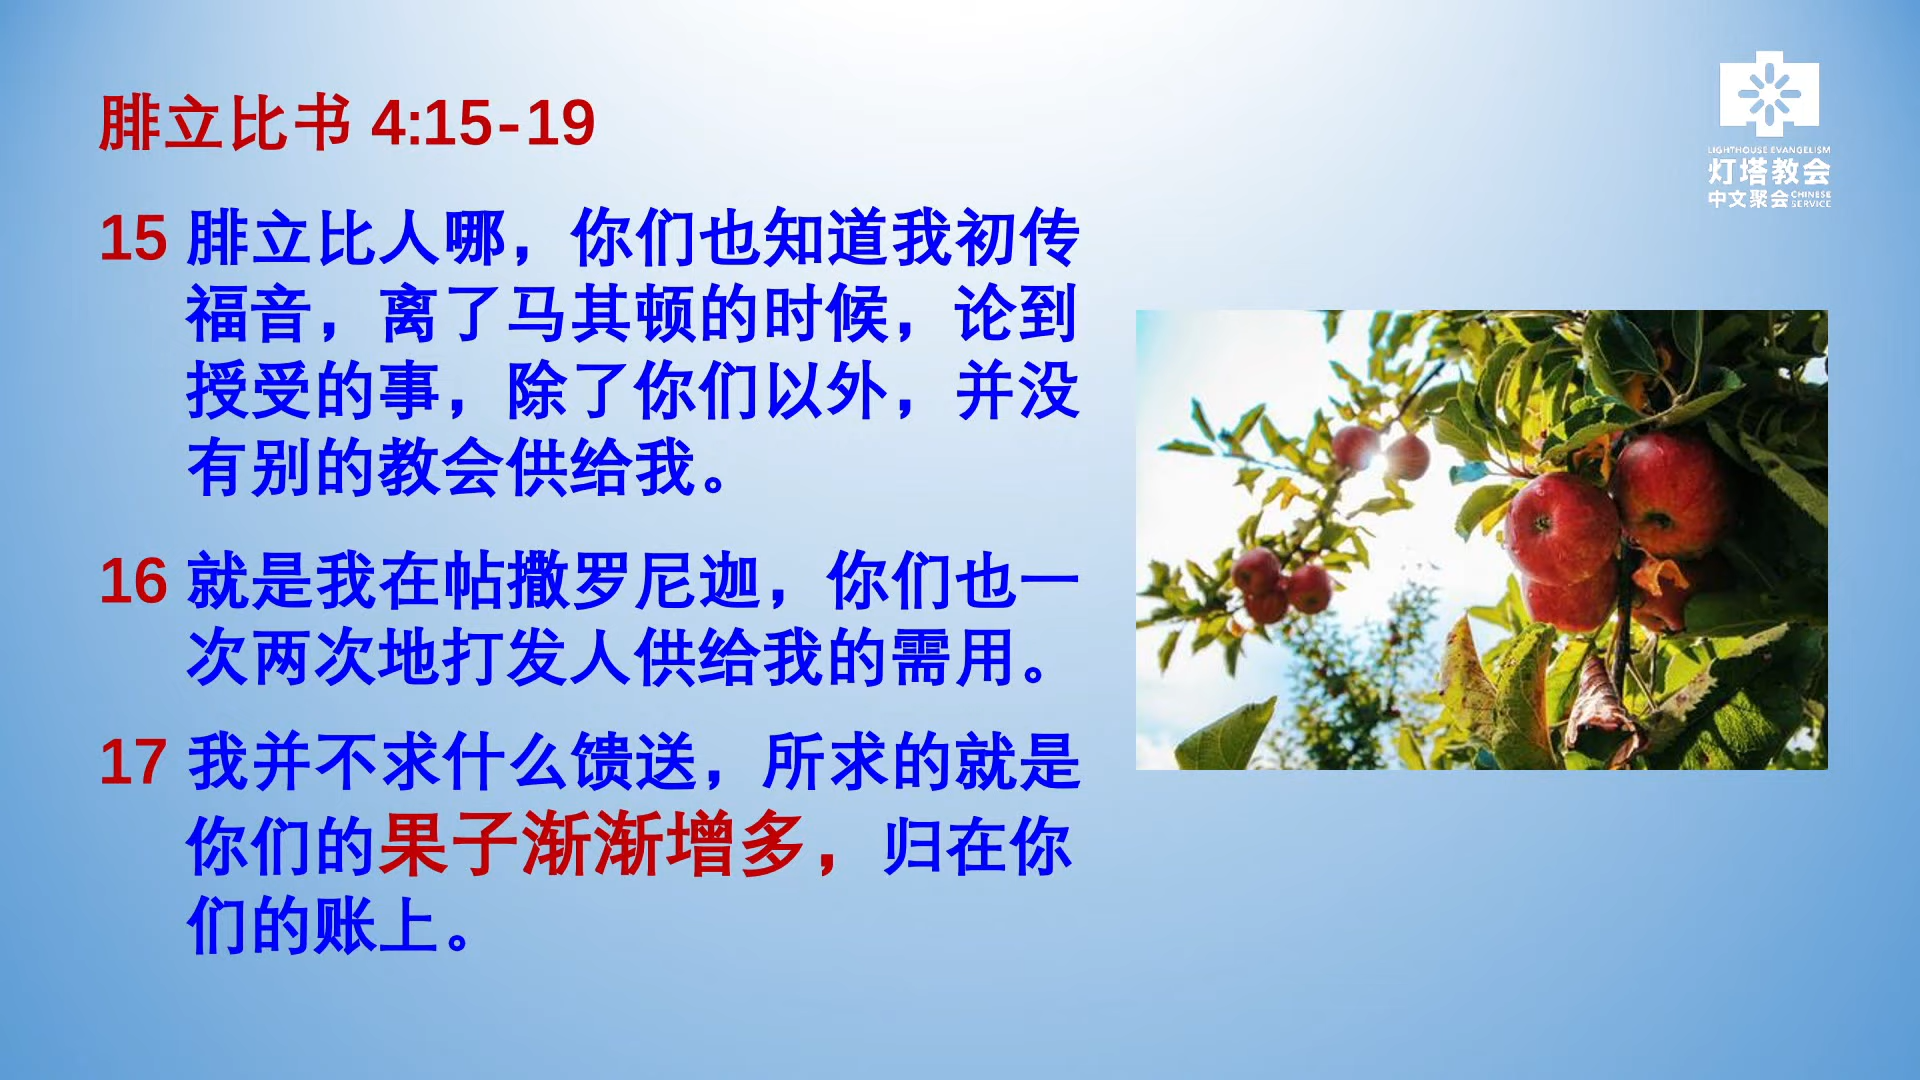 腓立比书 4:15-19
LIGHTHOUSE EVANGELISM
灯塔教会
中文聚会 CHINESE SERVICE
15 腓立比人哪，你们也知道我初传
福音，离了马其顿的时候，论到
授受的事，除了你们以外，并没
有别的教会供给我。
16 就是我在帖撒罗尼迦，你们也一
次两次地打发人供给我的需用。
17 我并不求什么馈送，所求的就是
你们的果子渐渐增多，归在你
们的账上。